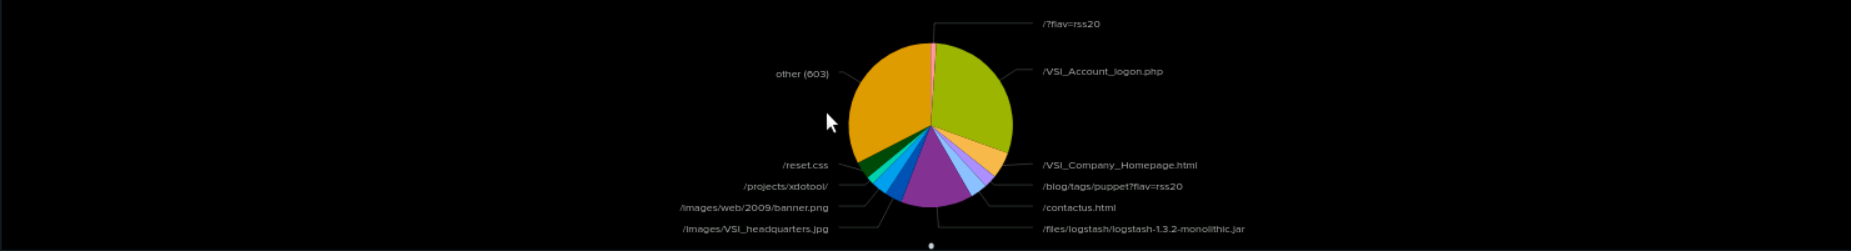 /?flav=rss20
other (603)
/VSI_Account_logon.php
/reset.css
/VSI_Company_Homepage.html
/projects/xdotool/
/blog/tags/puppet?flav=rss20
/images/web/2009/banner.png
/contactus.html
/images/VSI_headquarters.jpg
/files/logstash/logstash-1.3.2-monolithic.jar